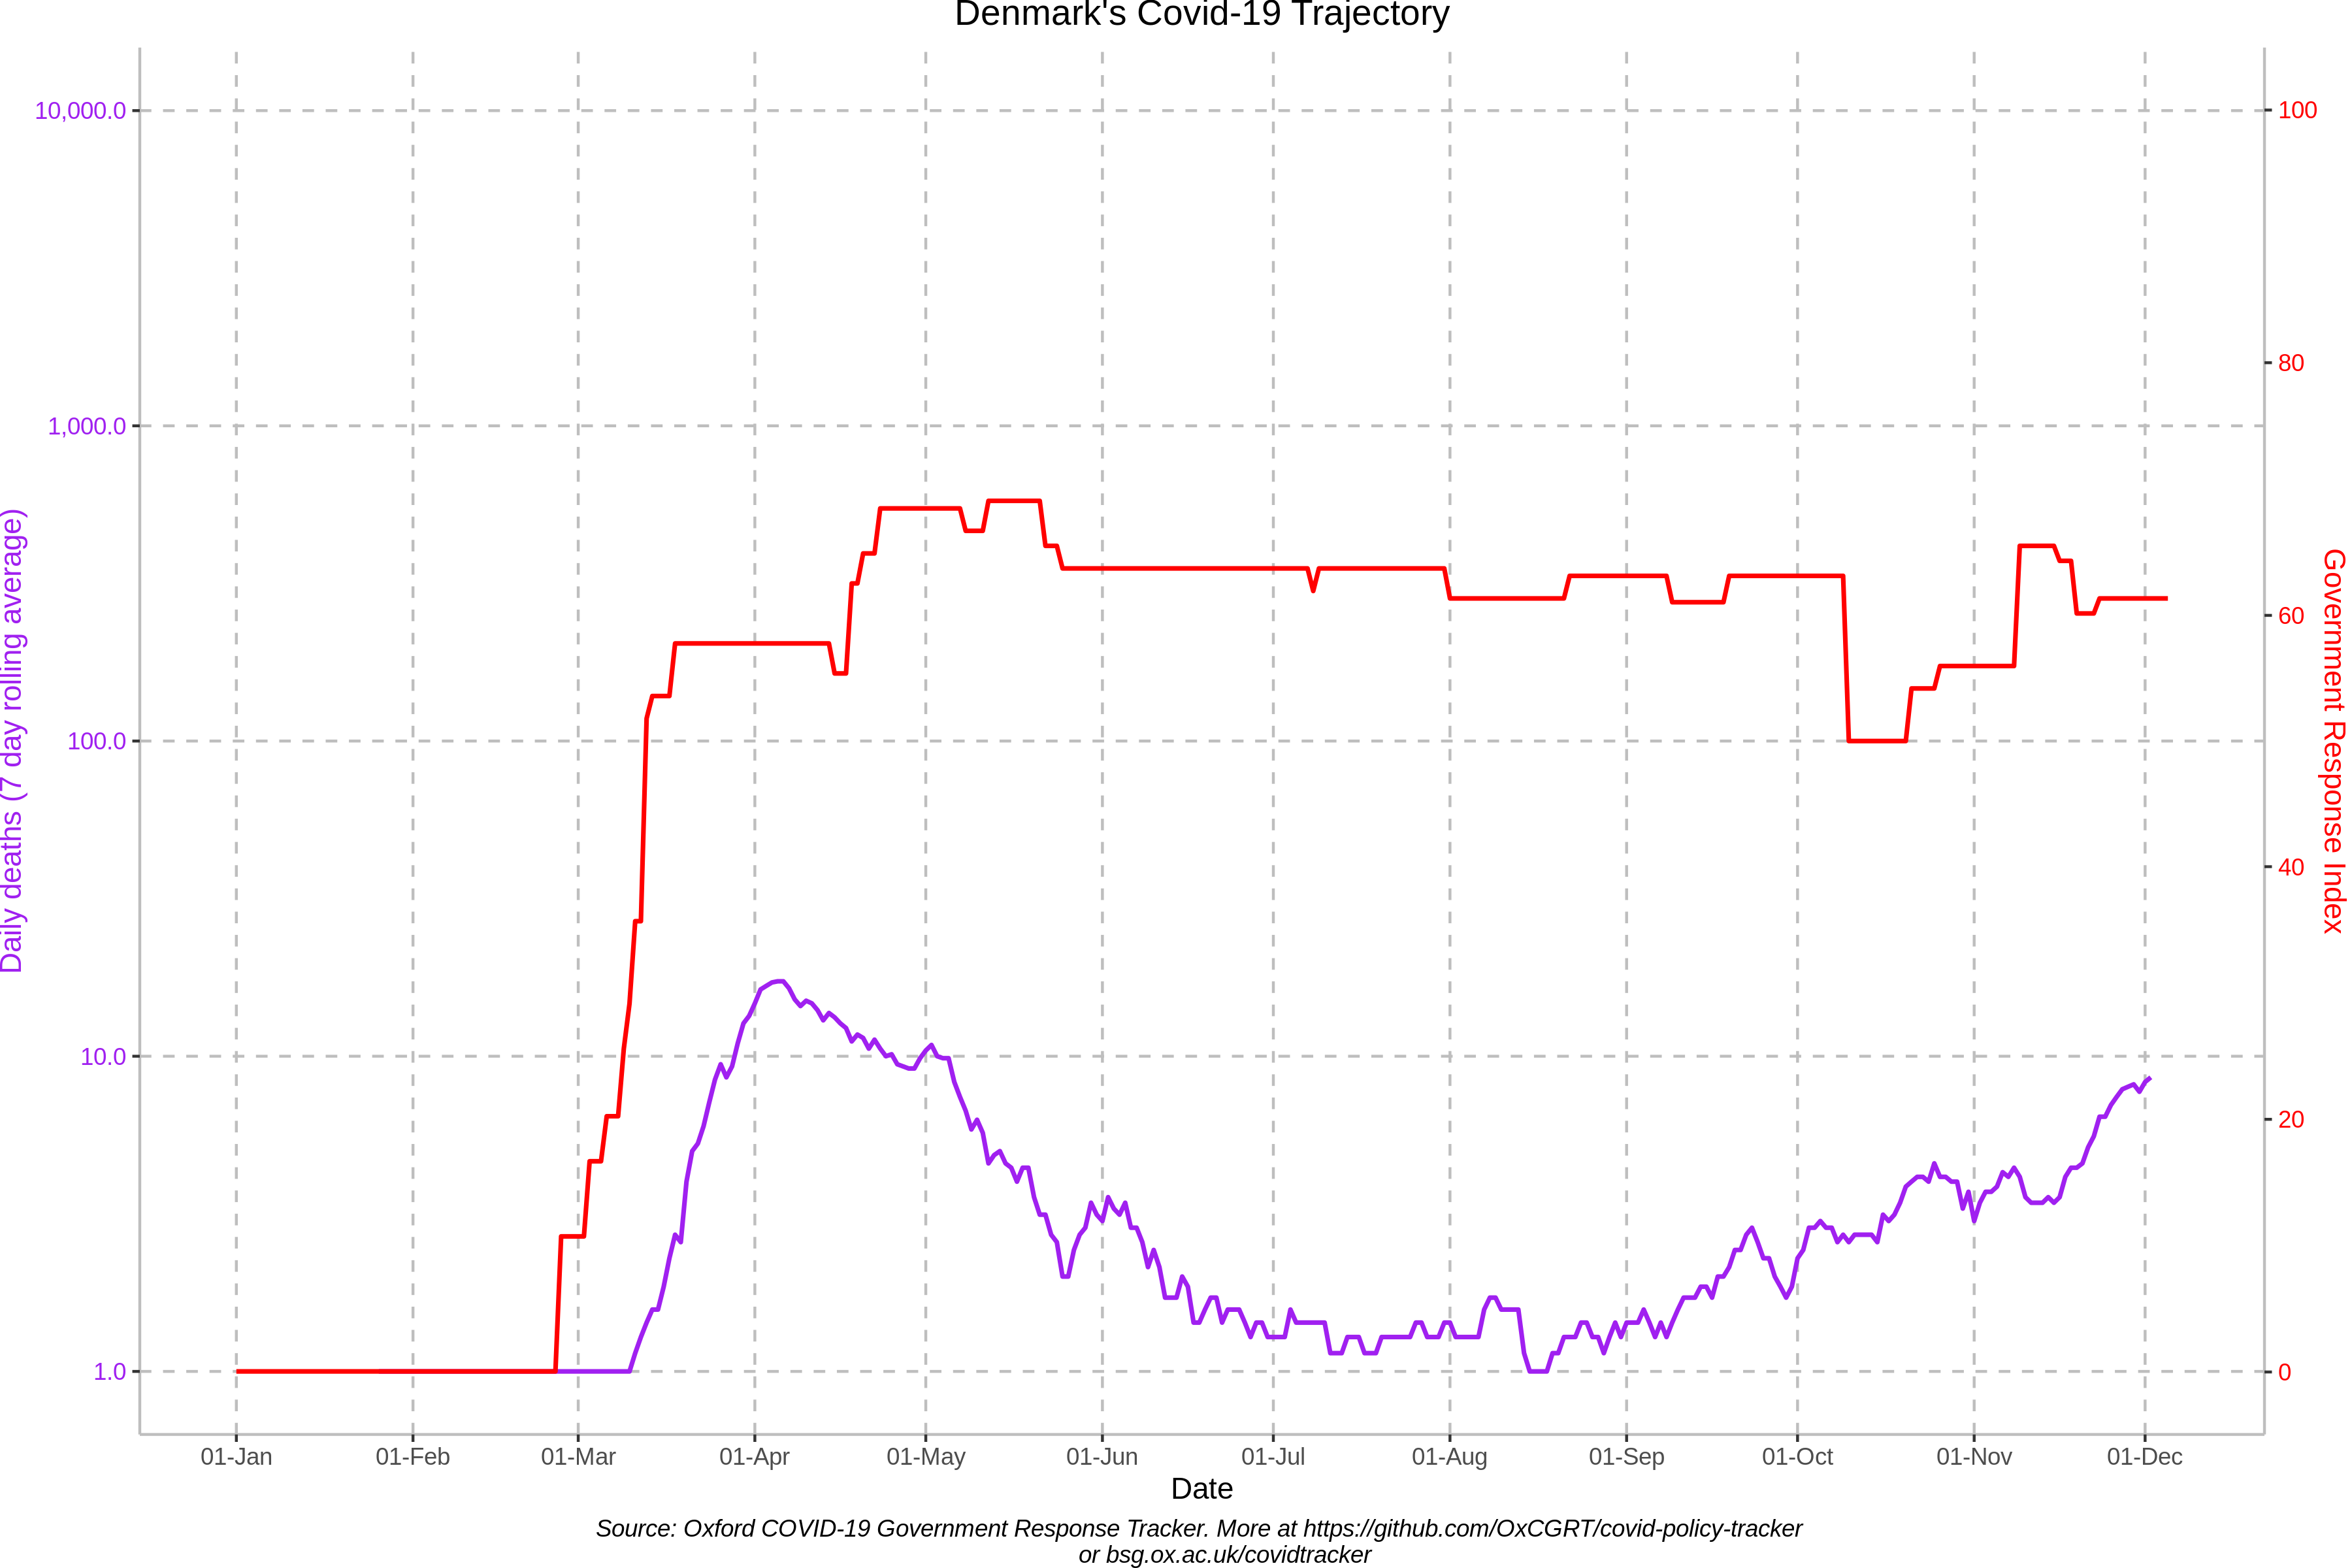 Denmark's Covid-19 Trajectory
10,000.0
1,000.0
100.0
10.0
1.0
Daily deaths (7 day rolling average)
100
80
60
40
20
0
Government Response Index
01-Jan 01-Feb 01-Mar 01-Apr 01-May 01-Jun 01-Jul 01-Aug 01-Sep 01-Oct 01-Nov 01-Dec
Date
Source: Oxford COVID-19 Government Response Tracker. More at https://github.com/OxCGRT/covid-policy-tracker
or bsg.ox.ac.uk/covidtracker